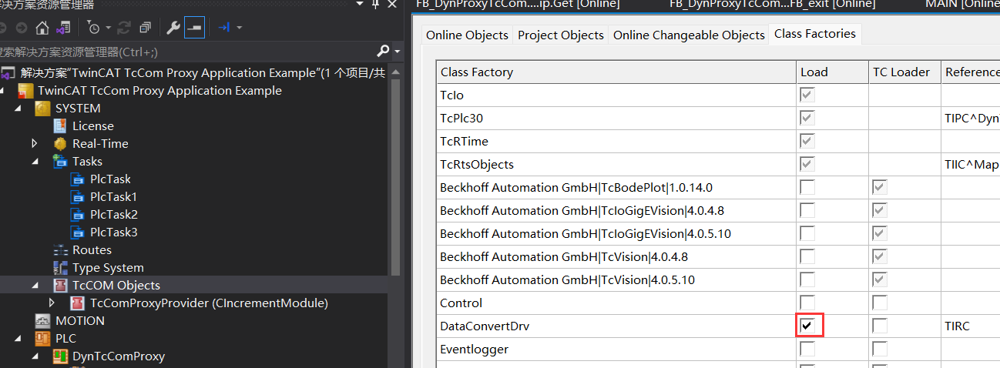 解决方案资源管理器
搜索解决方案资源管理器(Ctrl+;)
解决方案"TwinCAT TcCom Proxy Application Example"(1 个项目/共
TwinCAT TcCom Proxy Application Example
SYSTEM
License
Real-Time
Tasks
PlcTask
PlcTask1
PlcTask2
PlcTask3
Routes
Type System
TcCOM Objects
TcComProxyProvider (CIncrementModule)
MOTION
PLC
DynTcComProxy
FB_DynProxyTcCom....ip.Get [Online]
FB_DynProxyTcCom...FB_exit [Online]
MAIN [Online
Online Objects
Project Objects
Online Changeable Objects
Class Factories
Class Factory Load TC Loader Reference
TcIo
TcPlc30 TIPC^Dyn
TcRTime
TcRtsObjects TIIC^Map
Beckhoff Automation GmbH|TcBodePlot|1.0.14.0
Beckhoff Automation GmbH|TcIoGigEVision|4.0.4.8
Beckhoff Automation GmbH|TcIoGigEVision|4.0.5.10
Beckhoff Automation GmbH|TcVision|4.0.4.8
Beckhoff Automation GmbH|TcVision|4.0.5.10
Control
DataConvertDrv TIRC
Eventlogger